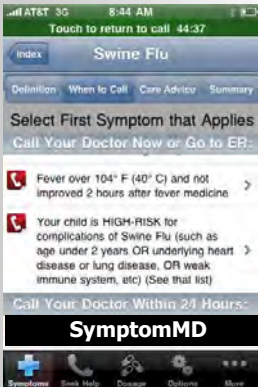 AT&T 3G 8:44 AM
Touch to return to call 44:37
Index Swine Flu
Definition When to Call Care Advice Summary
Select First Symptom that Applies
Call Your Doctor Now or Go to ER:
Fever over 104° F (40° C) and not
improved 2 hours after fever medicine
Your child is HIGH-RISK for
complications of Swine Flu (such as
age under 2 years OR underlying heart
disease or lung disease, OR weak
immune system, etc) (See that list)
Call Your Doctor Within 24 Hours:
SymptomMD
Symptoms Seek Help Dosage Options More